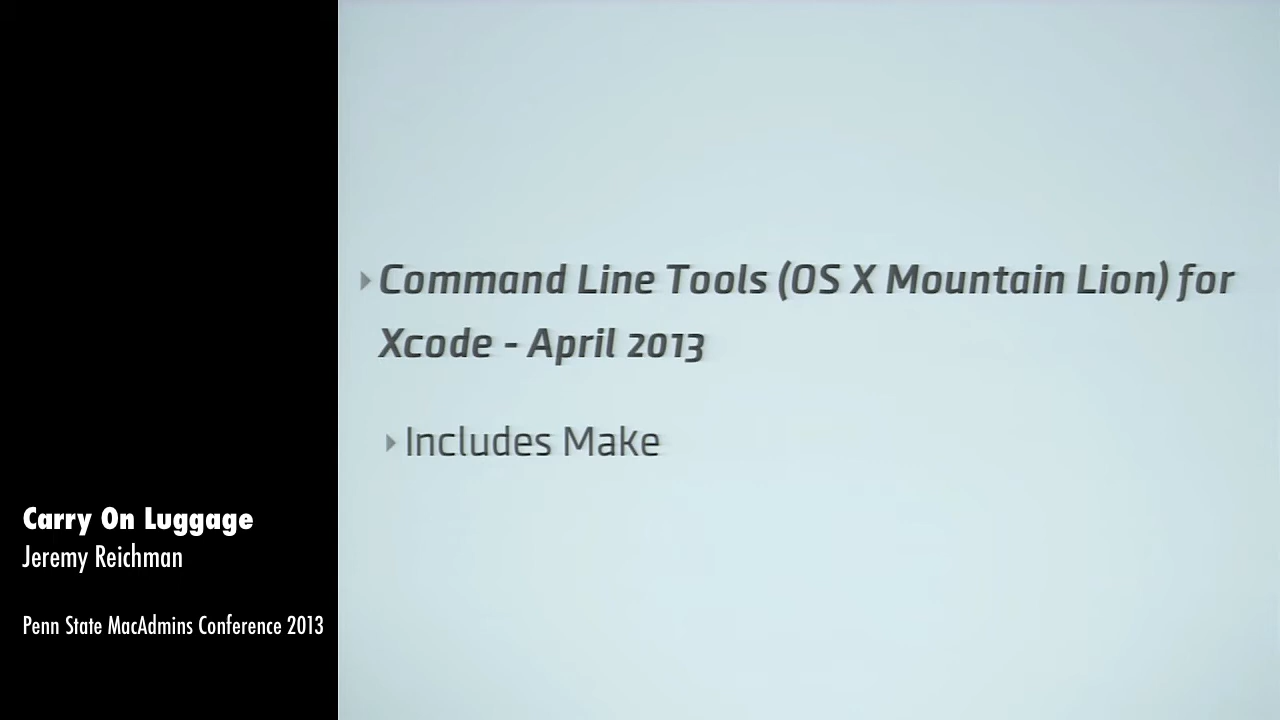 Command Line Tools (OS X Mountain Lion) for
Xcode - April 2013
Includes Make
Carry On Luggage
Jeremy Reichman
Penn State MacAdmins Conference 2013